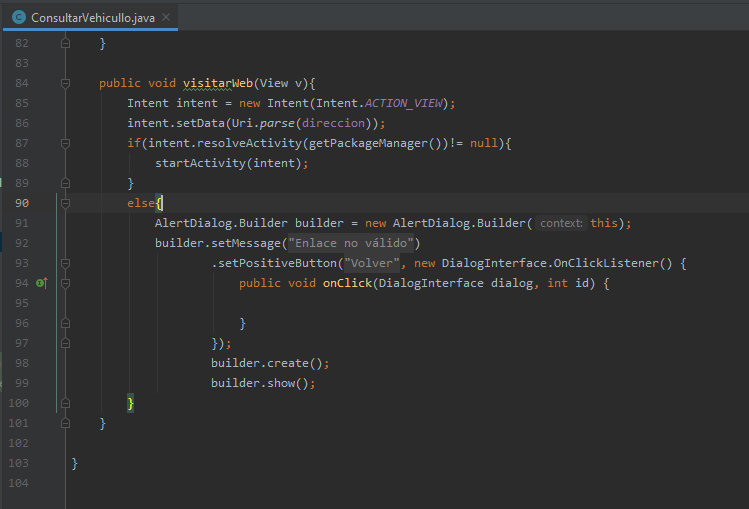 ConsultarVehicullo.java
82 }
83
84 public void visitarWeb(View v){
85 Intent intent = new Intent(Intent.ACTION_VIEW);
86 intent.setData(Uri.parse(direccion));
87 if(intent.resolveActivity(getPackageManager())!= null){
88 startActivity(intent);
89 }
90 else{
91 AlertDialog.Builder builder = new AlertDialog.Builder( context: this);
92 builder.setMessage("Enlace no válido")
93 .setPositiveButton("Volver", new DialogInterface.OnClickListener() {
94 public void onClick(DialogInterface dialog, int id) {
95
96 }
97 });
98 builder.create();
99 builder.show();
100 }
101 }
102
103 }
104